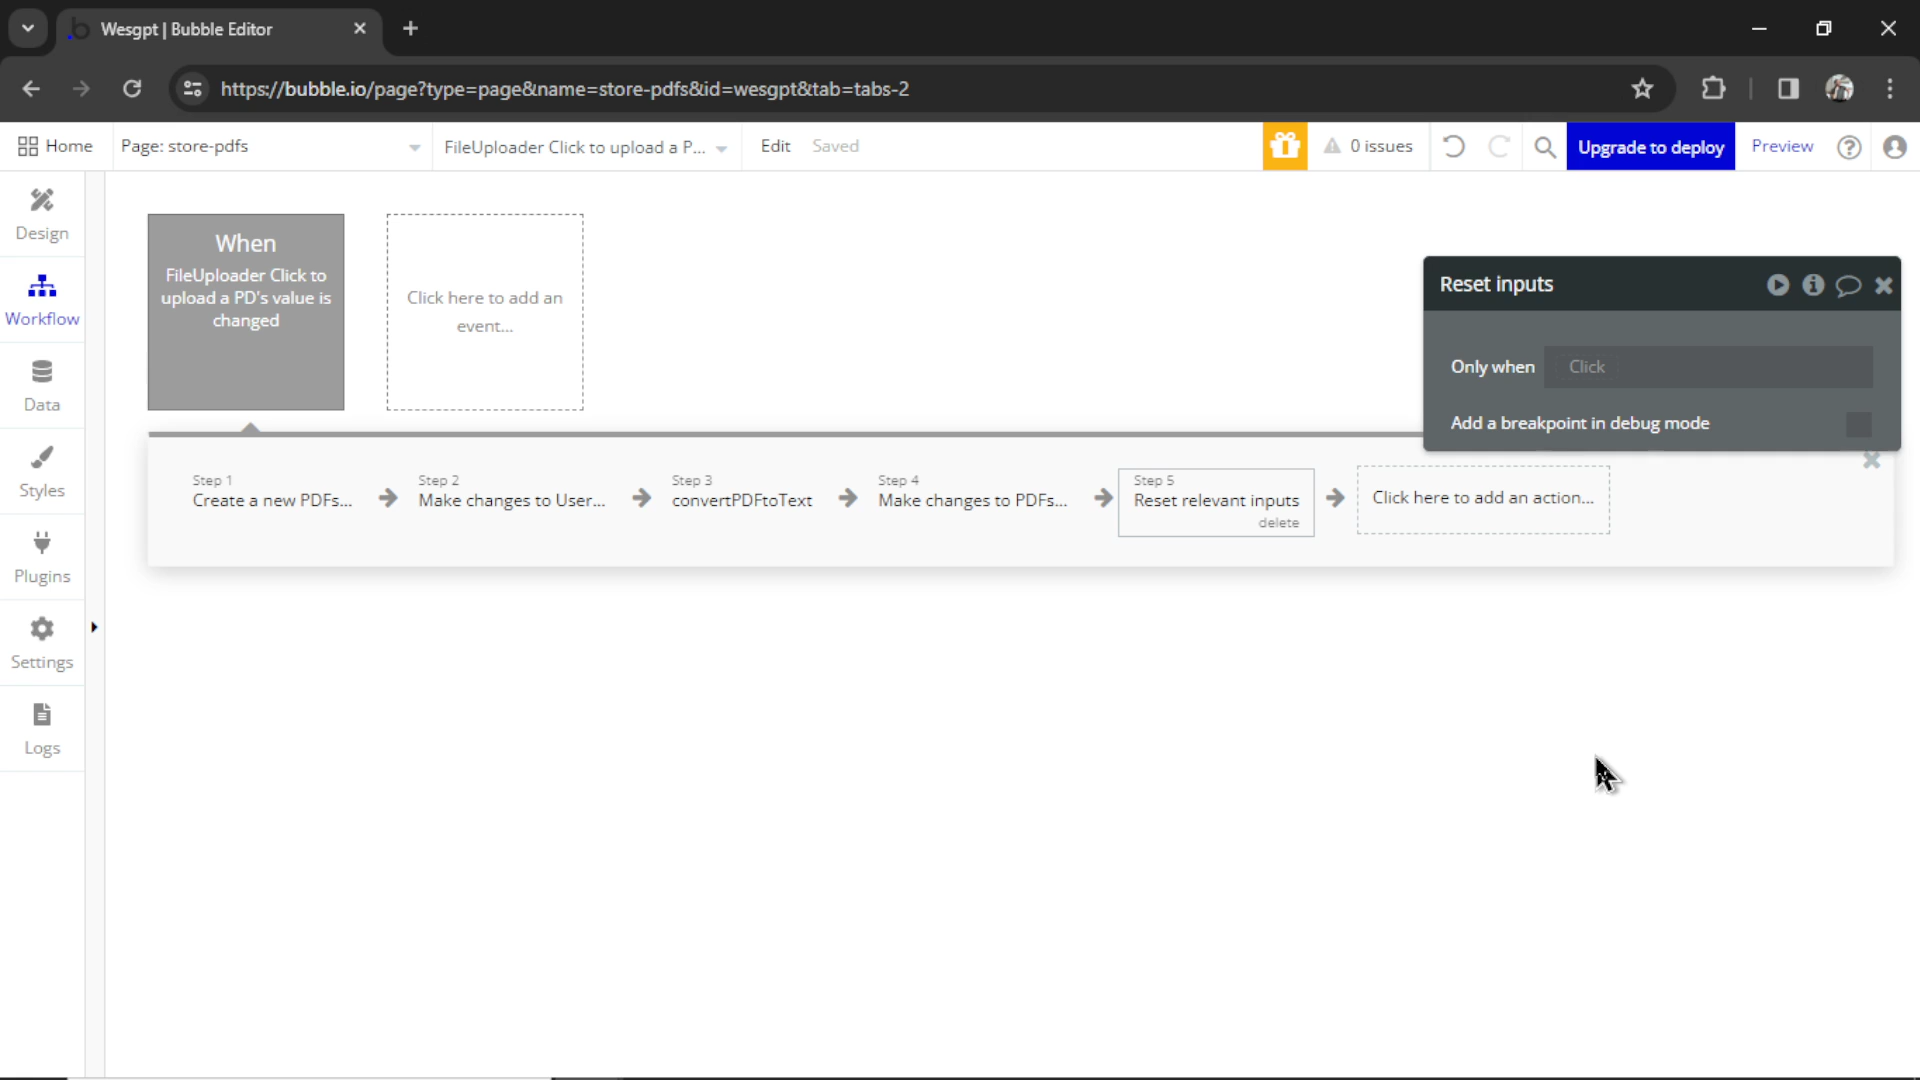 Wesgpt | Bubble Editor
https://bubble.io/page?type=page&name=store-pdfs&id=wesgpt&tab=tabs-2
Home
Page: store-pdfs
FileUploader Click to upload a P...
Edit
Saved
0 issues
Upgrade to deploy
Preview
Design
Workflow
Data
Styles
Plugins
Settings
Logs
When
FileUploader Click to
upload a PD's value is
changed
Click here to add an
event...
Reset inputs
Only when
Click
Add a breakpoint in debug mode
Step 1
Create a new PDFs...
Step 2
Make changes to User...
Step 3
convertPDFtoText
Step 4
Make changes to PDFs...
Step 5
Reset relevant inputs
delete
Click here to add an action...